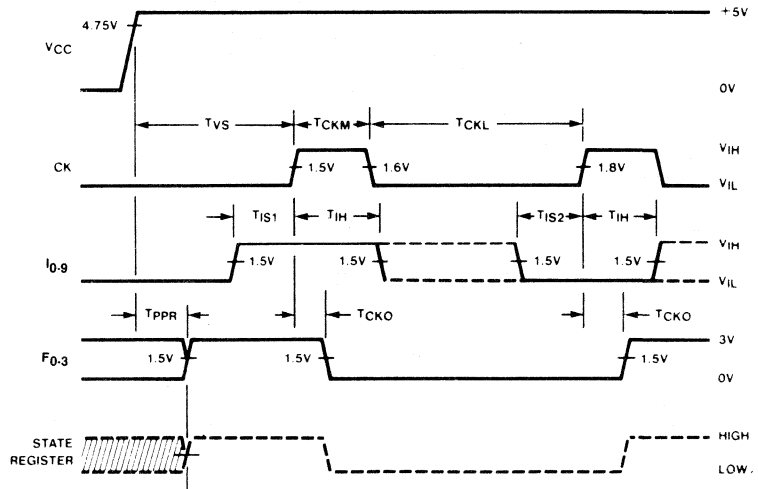 +5V
4.75V
VCC
0V
TVS
TCKM
TCKL
VIH
CK
1.5V
1.6V
1.8V
VIL
TIS1
TIH
TIS2
TIH
VIH
I0-9
1.5V
1.5V
1.5V
1.5V
VIL
TPPR
TCKO
TCKO
3V
F0-3
1.5V
1.5V
1.5V
0V
HIGH
STATE
REGISTER
LOW